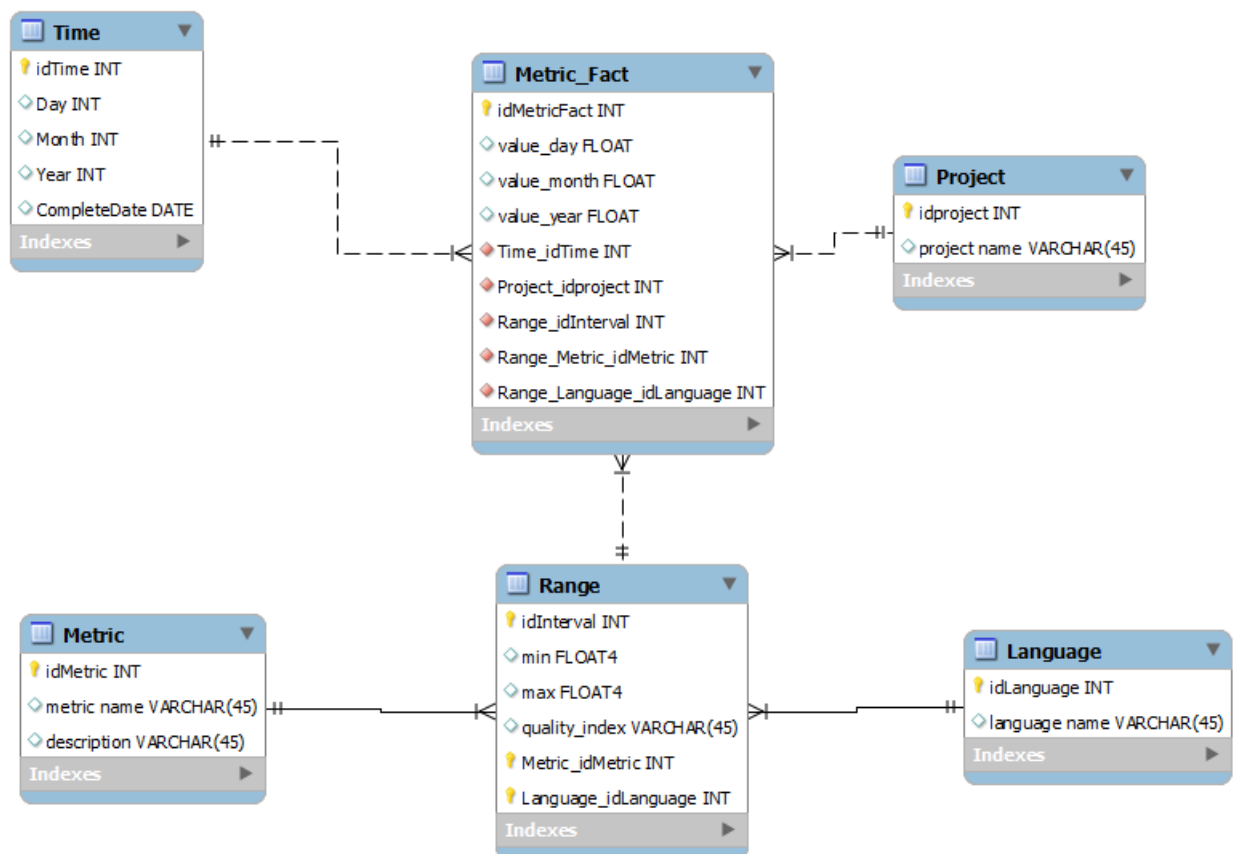 Time
idTime INT
Day INT
Month INT
Year INT
CompleteDate DATE
Indexes
Metric_Fact
idMetricFact INT
value_day FLOAT
value_month FLOAT
value_year FLOAT
Time_idTime INT
Project_idproject INT
Range_idInterval INT
Range_Metric_idMetric INT
Range_Language_idLanguage INT
Indexes
Project
idproject INT
project name VARCHAR(45)
Indexes
Metric
idMetric INT
metric name VARCHAR(45)
description VARCHAR(45)
Indexes
Range
idInterval INT
min FLOAT4
max FLOAT4
quality_index VARCHAR(45)
Metric_idMetric INT
Language_idLanguage INT
Indexes
Language
idLanguage INT
language name VARCHAR(45)
Indexes